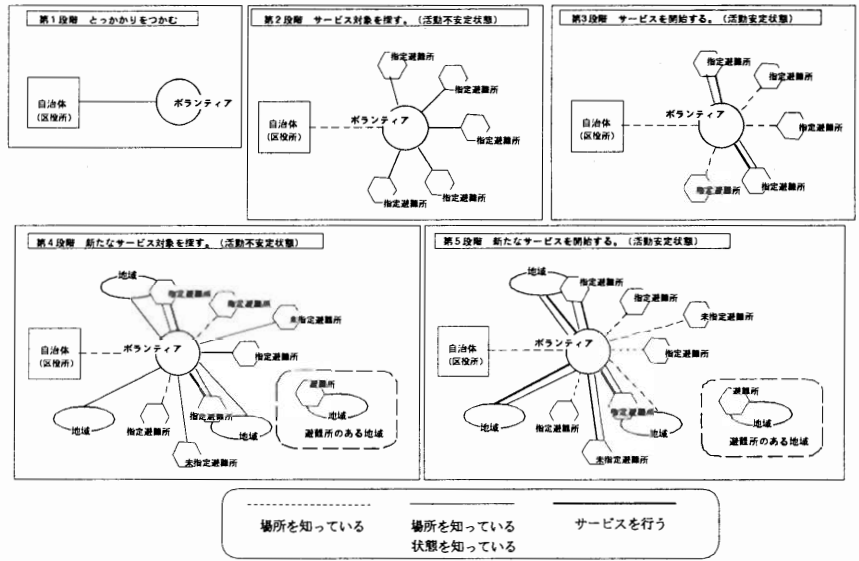 第1段階 とっかかりをつかむ
自治体
(区役所)
ボランティア
第2段階 サービス対象を探す。(活動不安定状態)
指定避難所
指定避難所
ボランティア
自治体
(区役所)
指定避難所
指定避難所
指定避難所
第3段階 サービスを開始する。(活動安定状態)
指定避難所
指定避難所
ボランティア
自治体
(区役所)
指定避難所
指定避難所
指定避難所
第4段階 新たなサービス対象を探す。(活動不安定状態)
地域
指定避難所
指定避難所
未指定避難所
自治体
(区役所)
ボランティア
指定避難所
避難所
地域
指定避難所
指定避難所
地域
地域
避難所のある地域
未指定避難所
第5段階 新たなサービスを開始する。(活動安定状態)
地域
指定避難所
指定避難所
未指定避難所
自治体
(区役所)
ボランティア
指定避難所
避難所
地域
指定避難所
指定避難所
地域
地域
避難所のある地域
未指定避難所
場所を知っている
場所を知っている
状態を知っている
サービスを行う